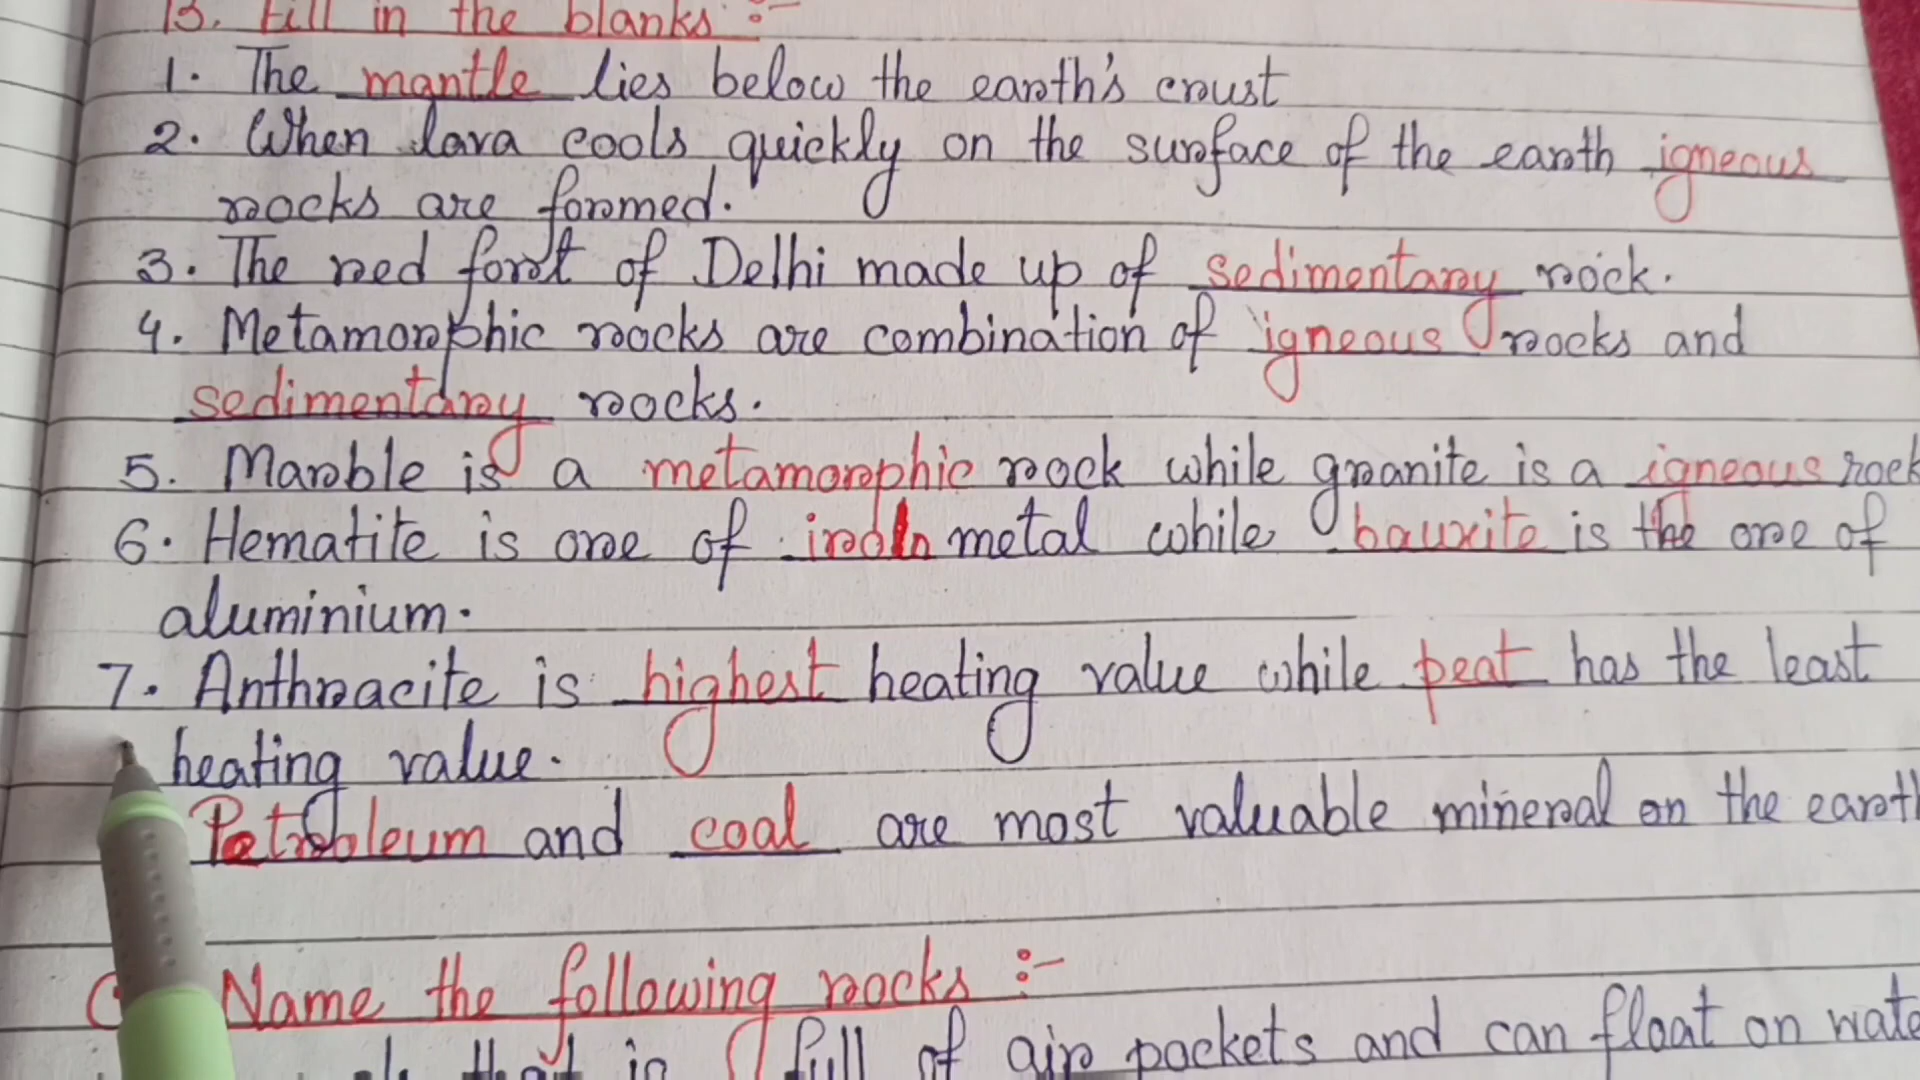 B. Fill in the blanks :-
1. The mantle lies below the earth's crust
2. When lava cools quickly on the surface of the earth igneous
rocks are formed.
3. The red fort of Delhi made up of sedimentary rock.
4. Metamorphic rocks are combination of igneous rocks and
sedimentary rocks.
5. Marble is a metamorphic rock while granite is a igneous rock
6. Hematite is ore of iron metal while bauxite is the ore of
aluminium.
7. Anthracite is highest heating value while peat has the least
heating value.
Petroleum and coal are most valuable mineral on the earth
Name the following rocks :-
full of air pockets and can float on wate